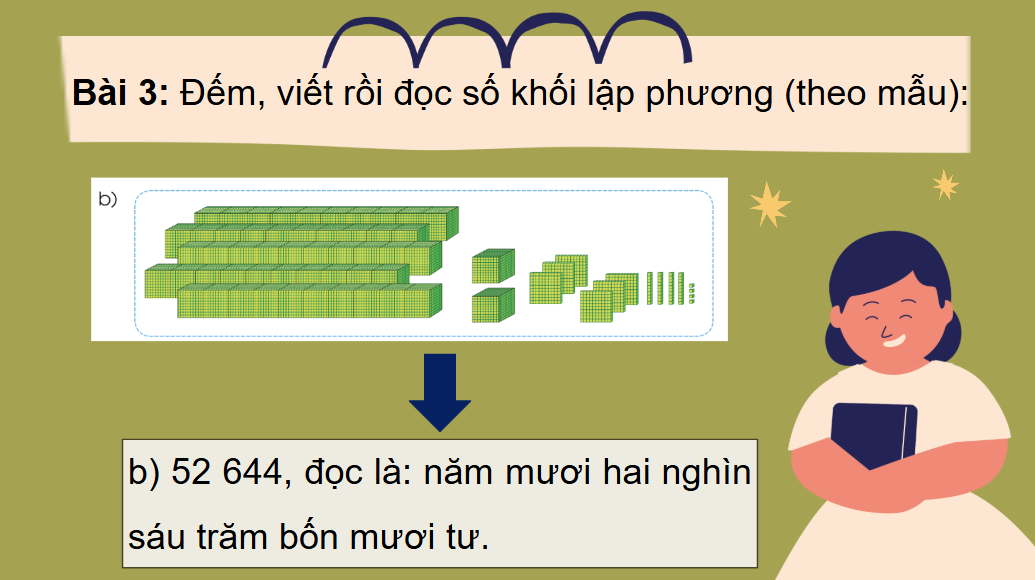 Bài 3: Đếm, viết rồi đọc số khối lập phương (theo mẫu):
b)
b) 52 644, đọc là: năm mươi hai nghìn
sáu trăm bốn mươi tư.